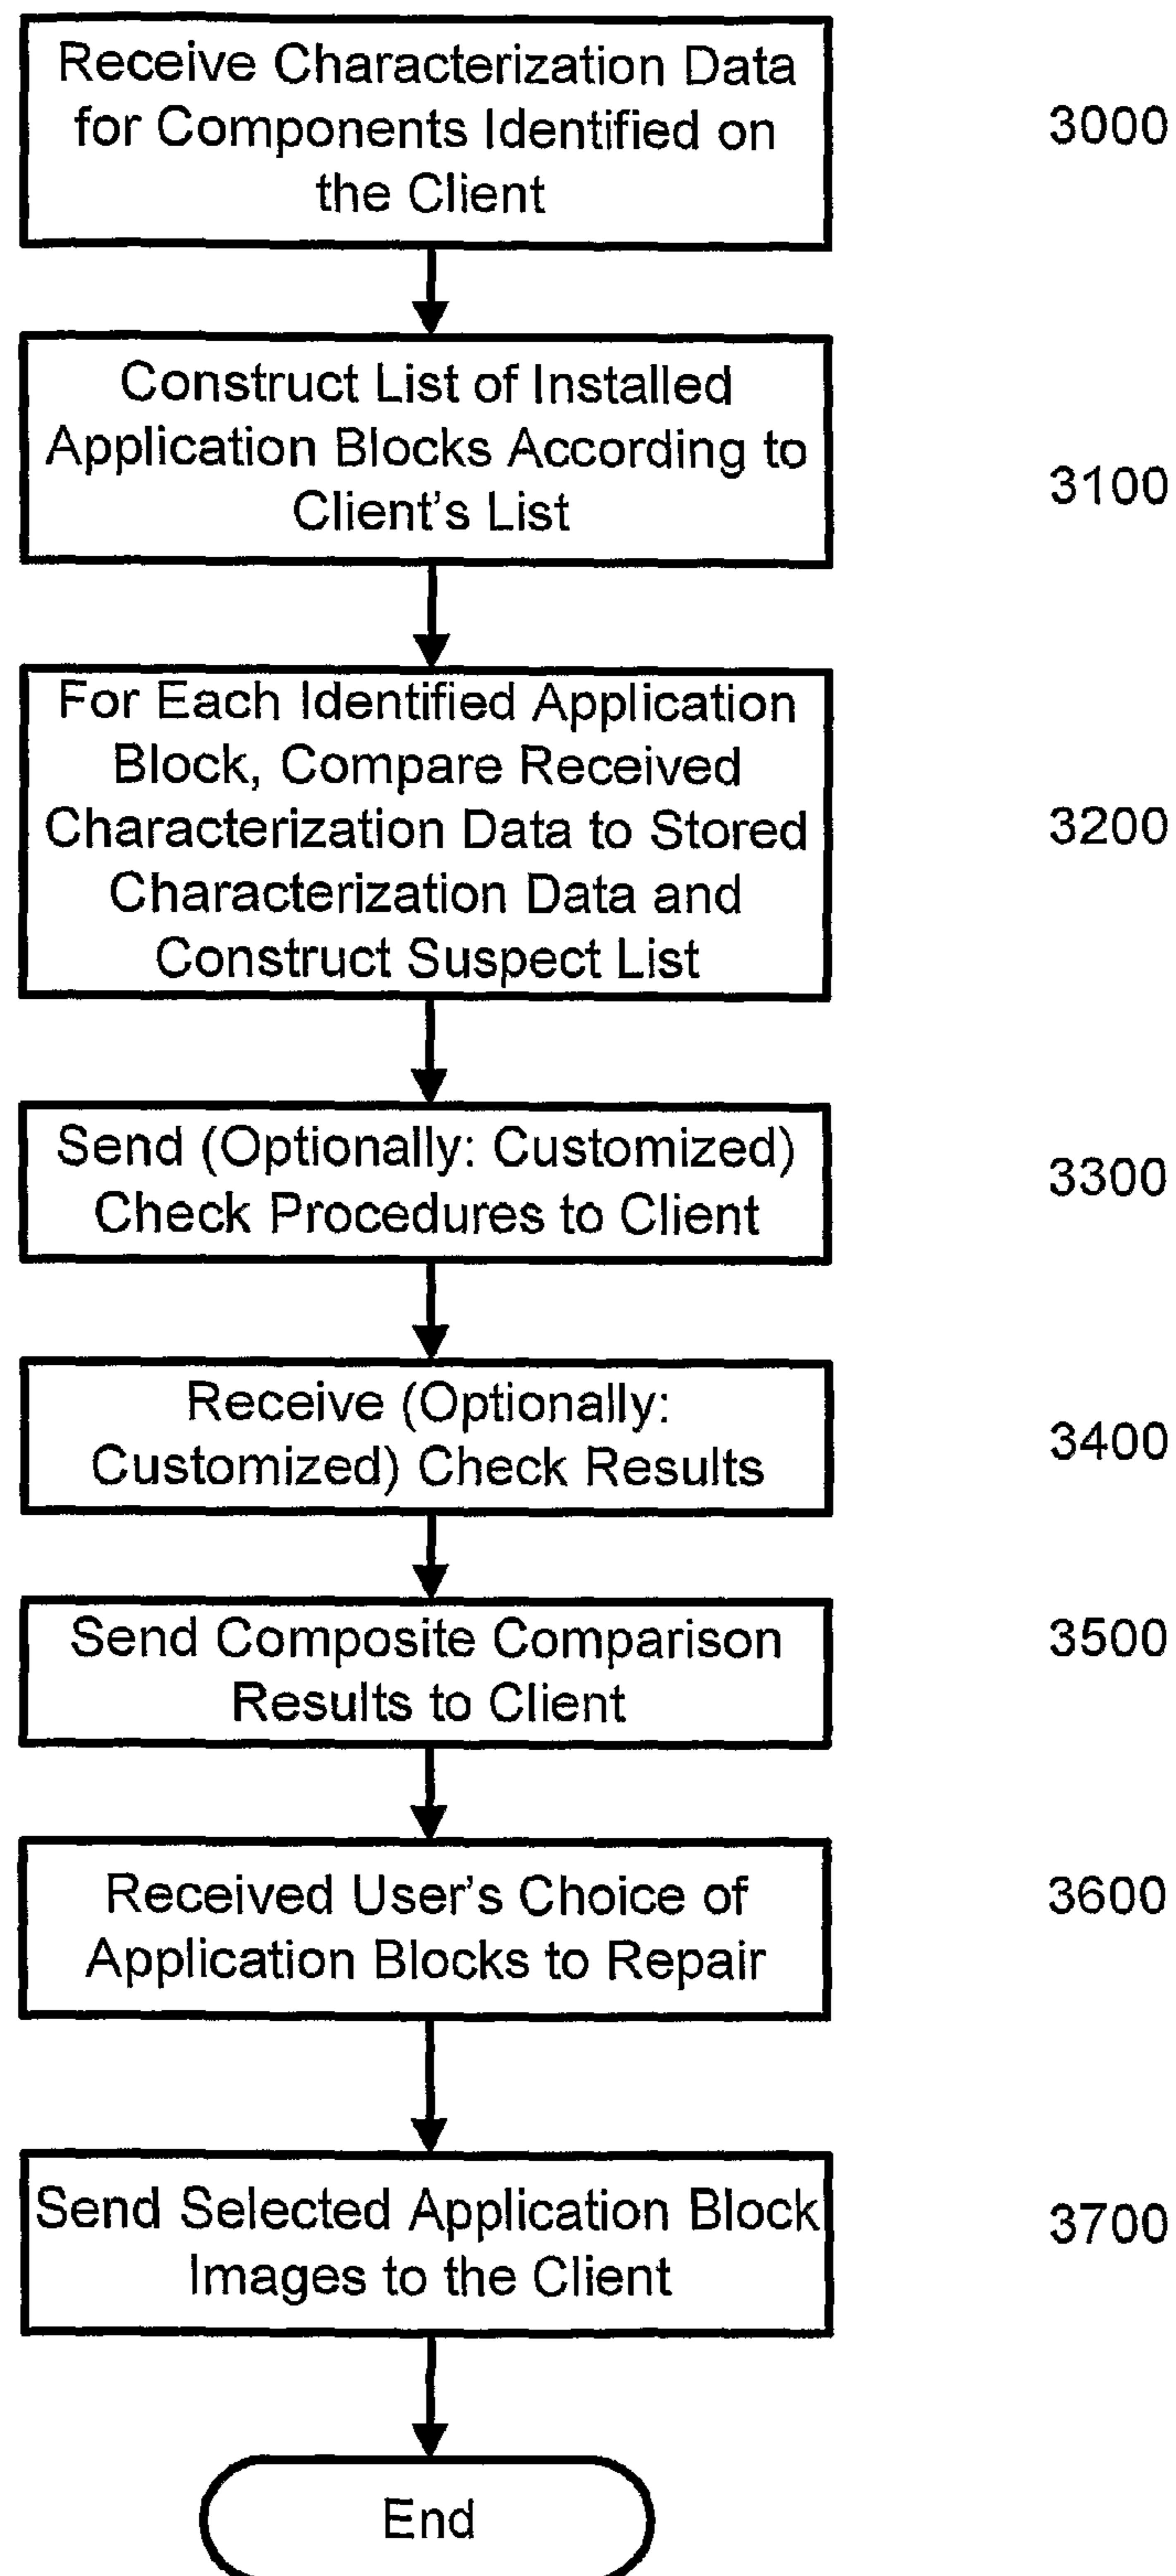 Receive Characterization Data
for Components Identified on
the Client
3000
Construct List of Installed
Application Blocks According to
Client's List
3100
For Each Identified Application
Block, Compare Received
Characterization Data to Stored
Characterization Data and
Construct Suspect List
3200
Send (Optionally: Customized)
Check Procedures to Client
3300
Receive (Optionally:
Customized) Check Results
3400
Send Composite Comparison
Results to Client
3500
Received User's Choice of
Application Blocks to Repair
3600
Send Selected Application Block
Images to the Client
3700
End